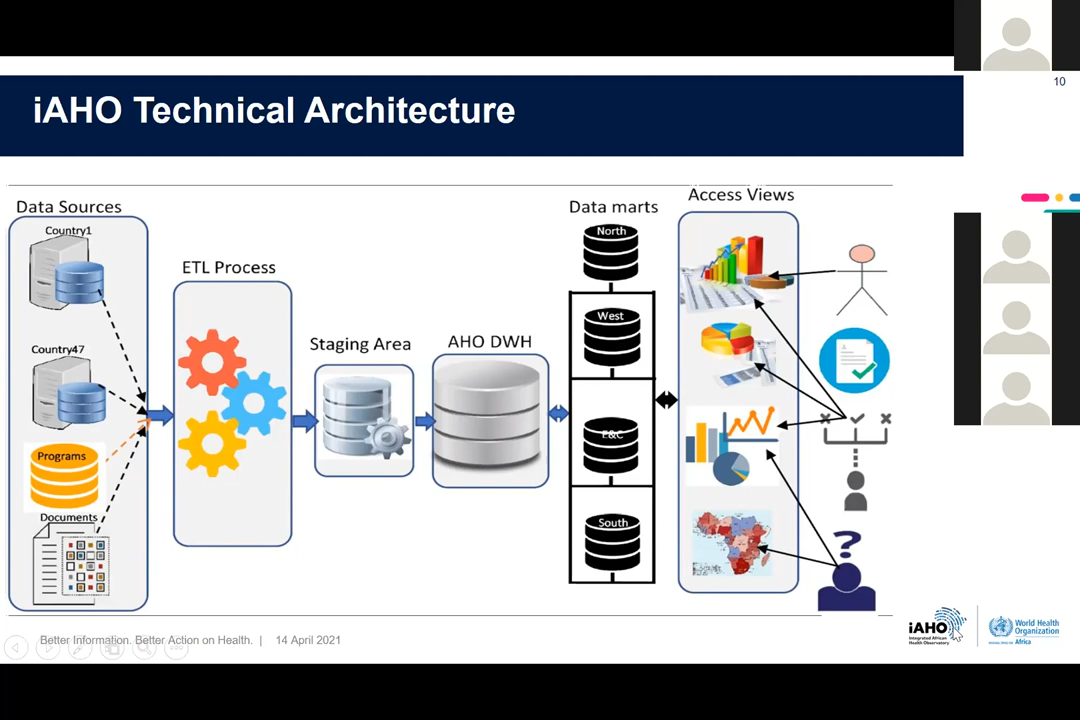 10
iAHO Technical Architecture
Data Sources
Country1
Country47
Programs
Documents
ETL Process
Staging Area
AHO DWH
Data marts
North
West
E&C
South
Access Views
?
Better Information. Better Action on Health. | 14 April 2021
iAHO
Integrated African
Health Observatory
World Health
Organization
Africa